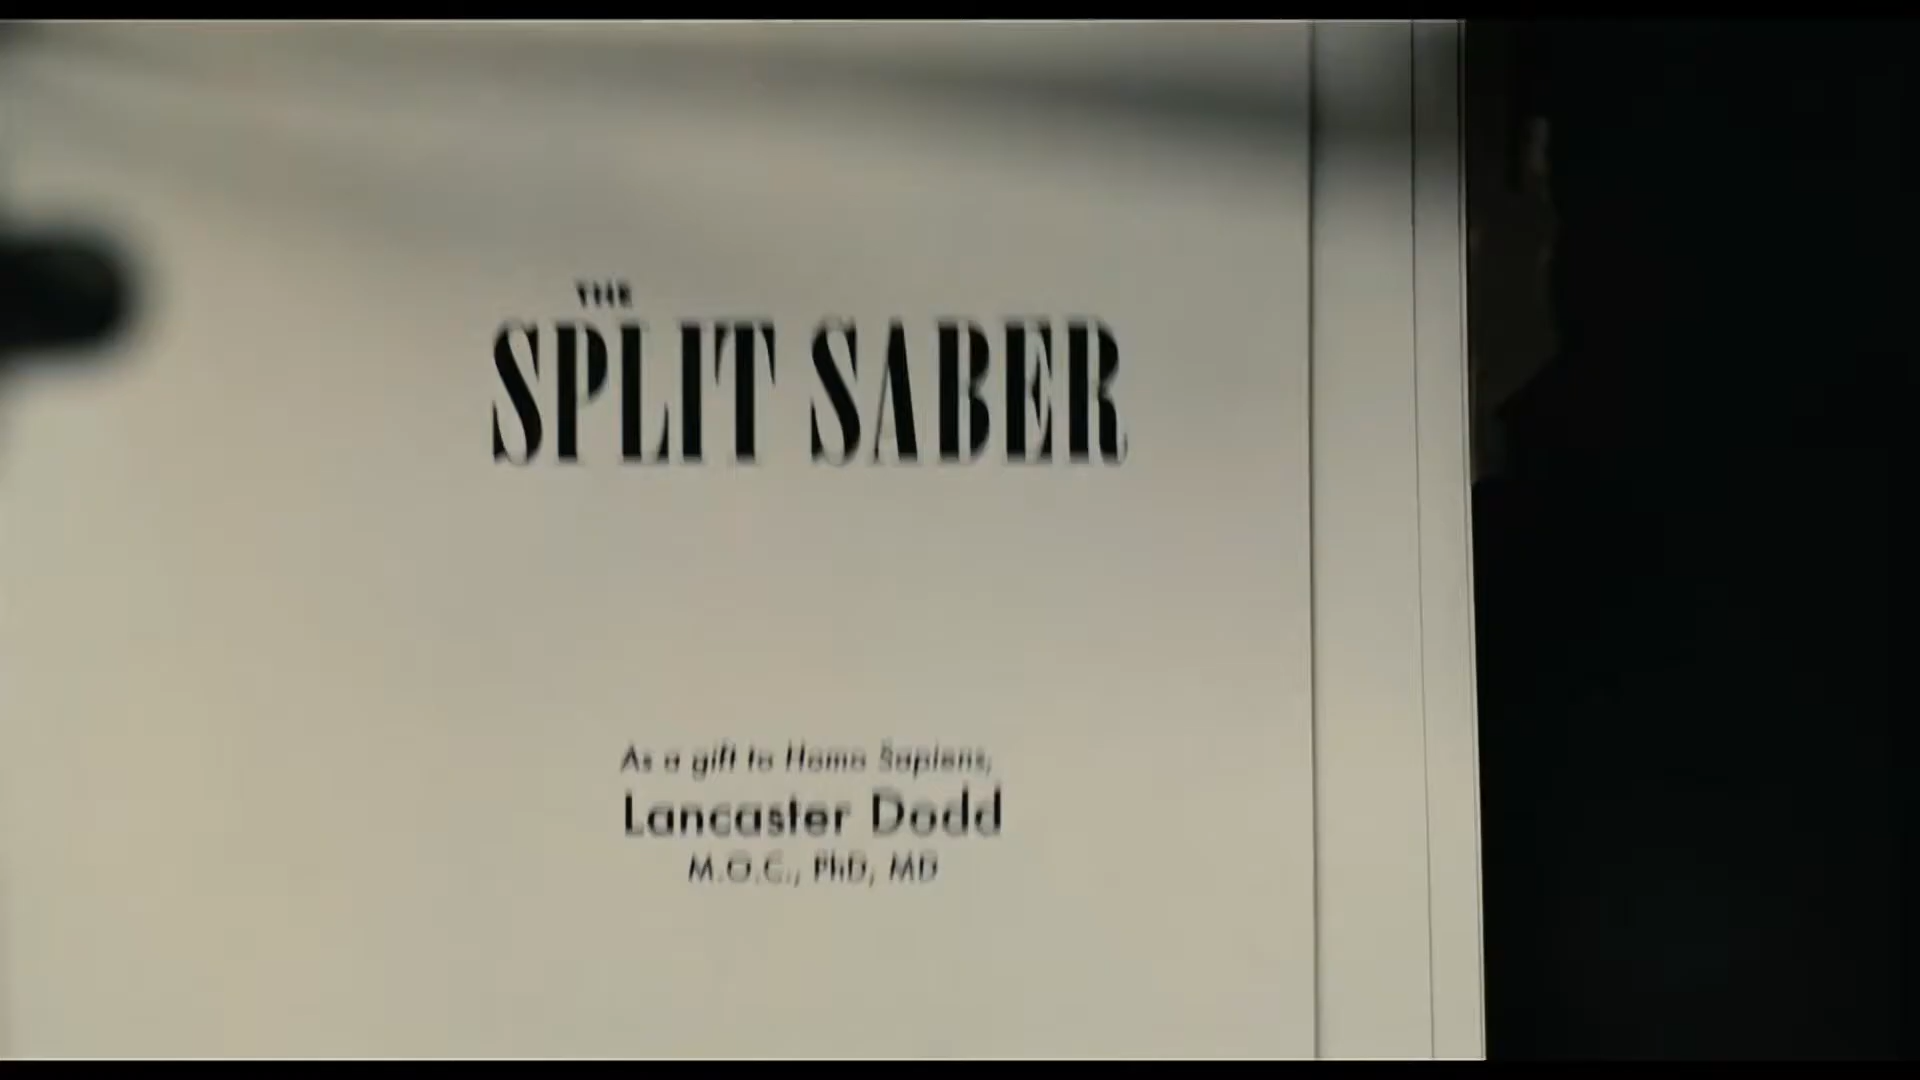 THE
SPLIT SABER
As a gift to Homo Sapiens,
Lancaster Dodd
M.O.C., PhD, MD